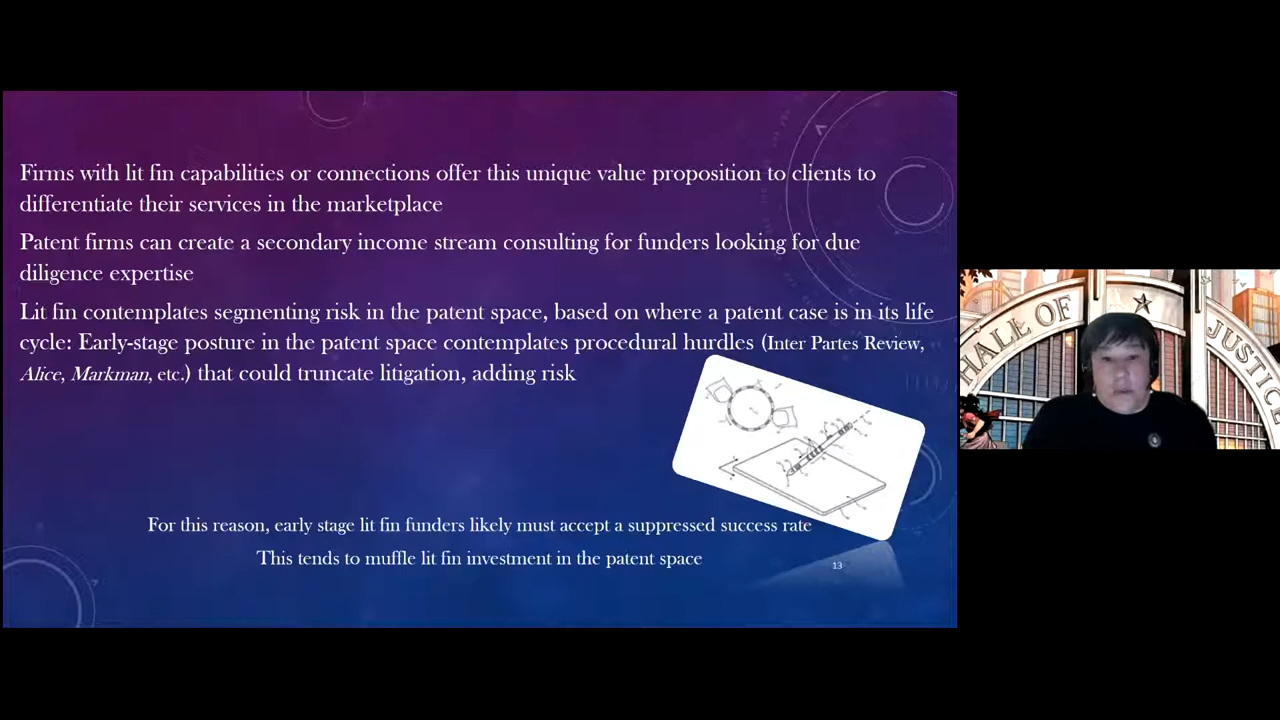 Firms with lit fin capabilities or connections offer this unique value proposition to clients to
differentiate their services in the marketplace
Patent firms can create a secondary income stream consulting for funders looking for due
diligence expertise
Lit fin contemplates segmenting risk in the patent space, based on where a patent case is in its life
cycle: Early-stage posture in the patent space contemplates procedural hurdles (Inter Partes Review,
Alice, Markman, etc.) that could truncate litigation, adding risk
For this reason, early stage lit fin funders likely must accept a suppressed success rate
This tends to muffle lit fin investment in the patent space
13
HALL OF
JUSTICE